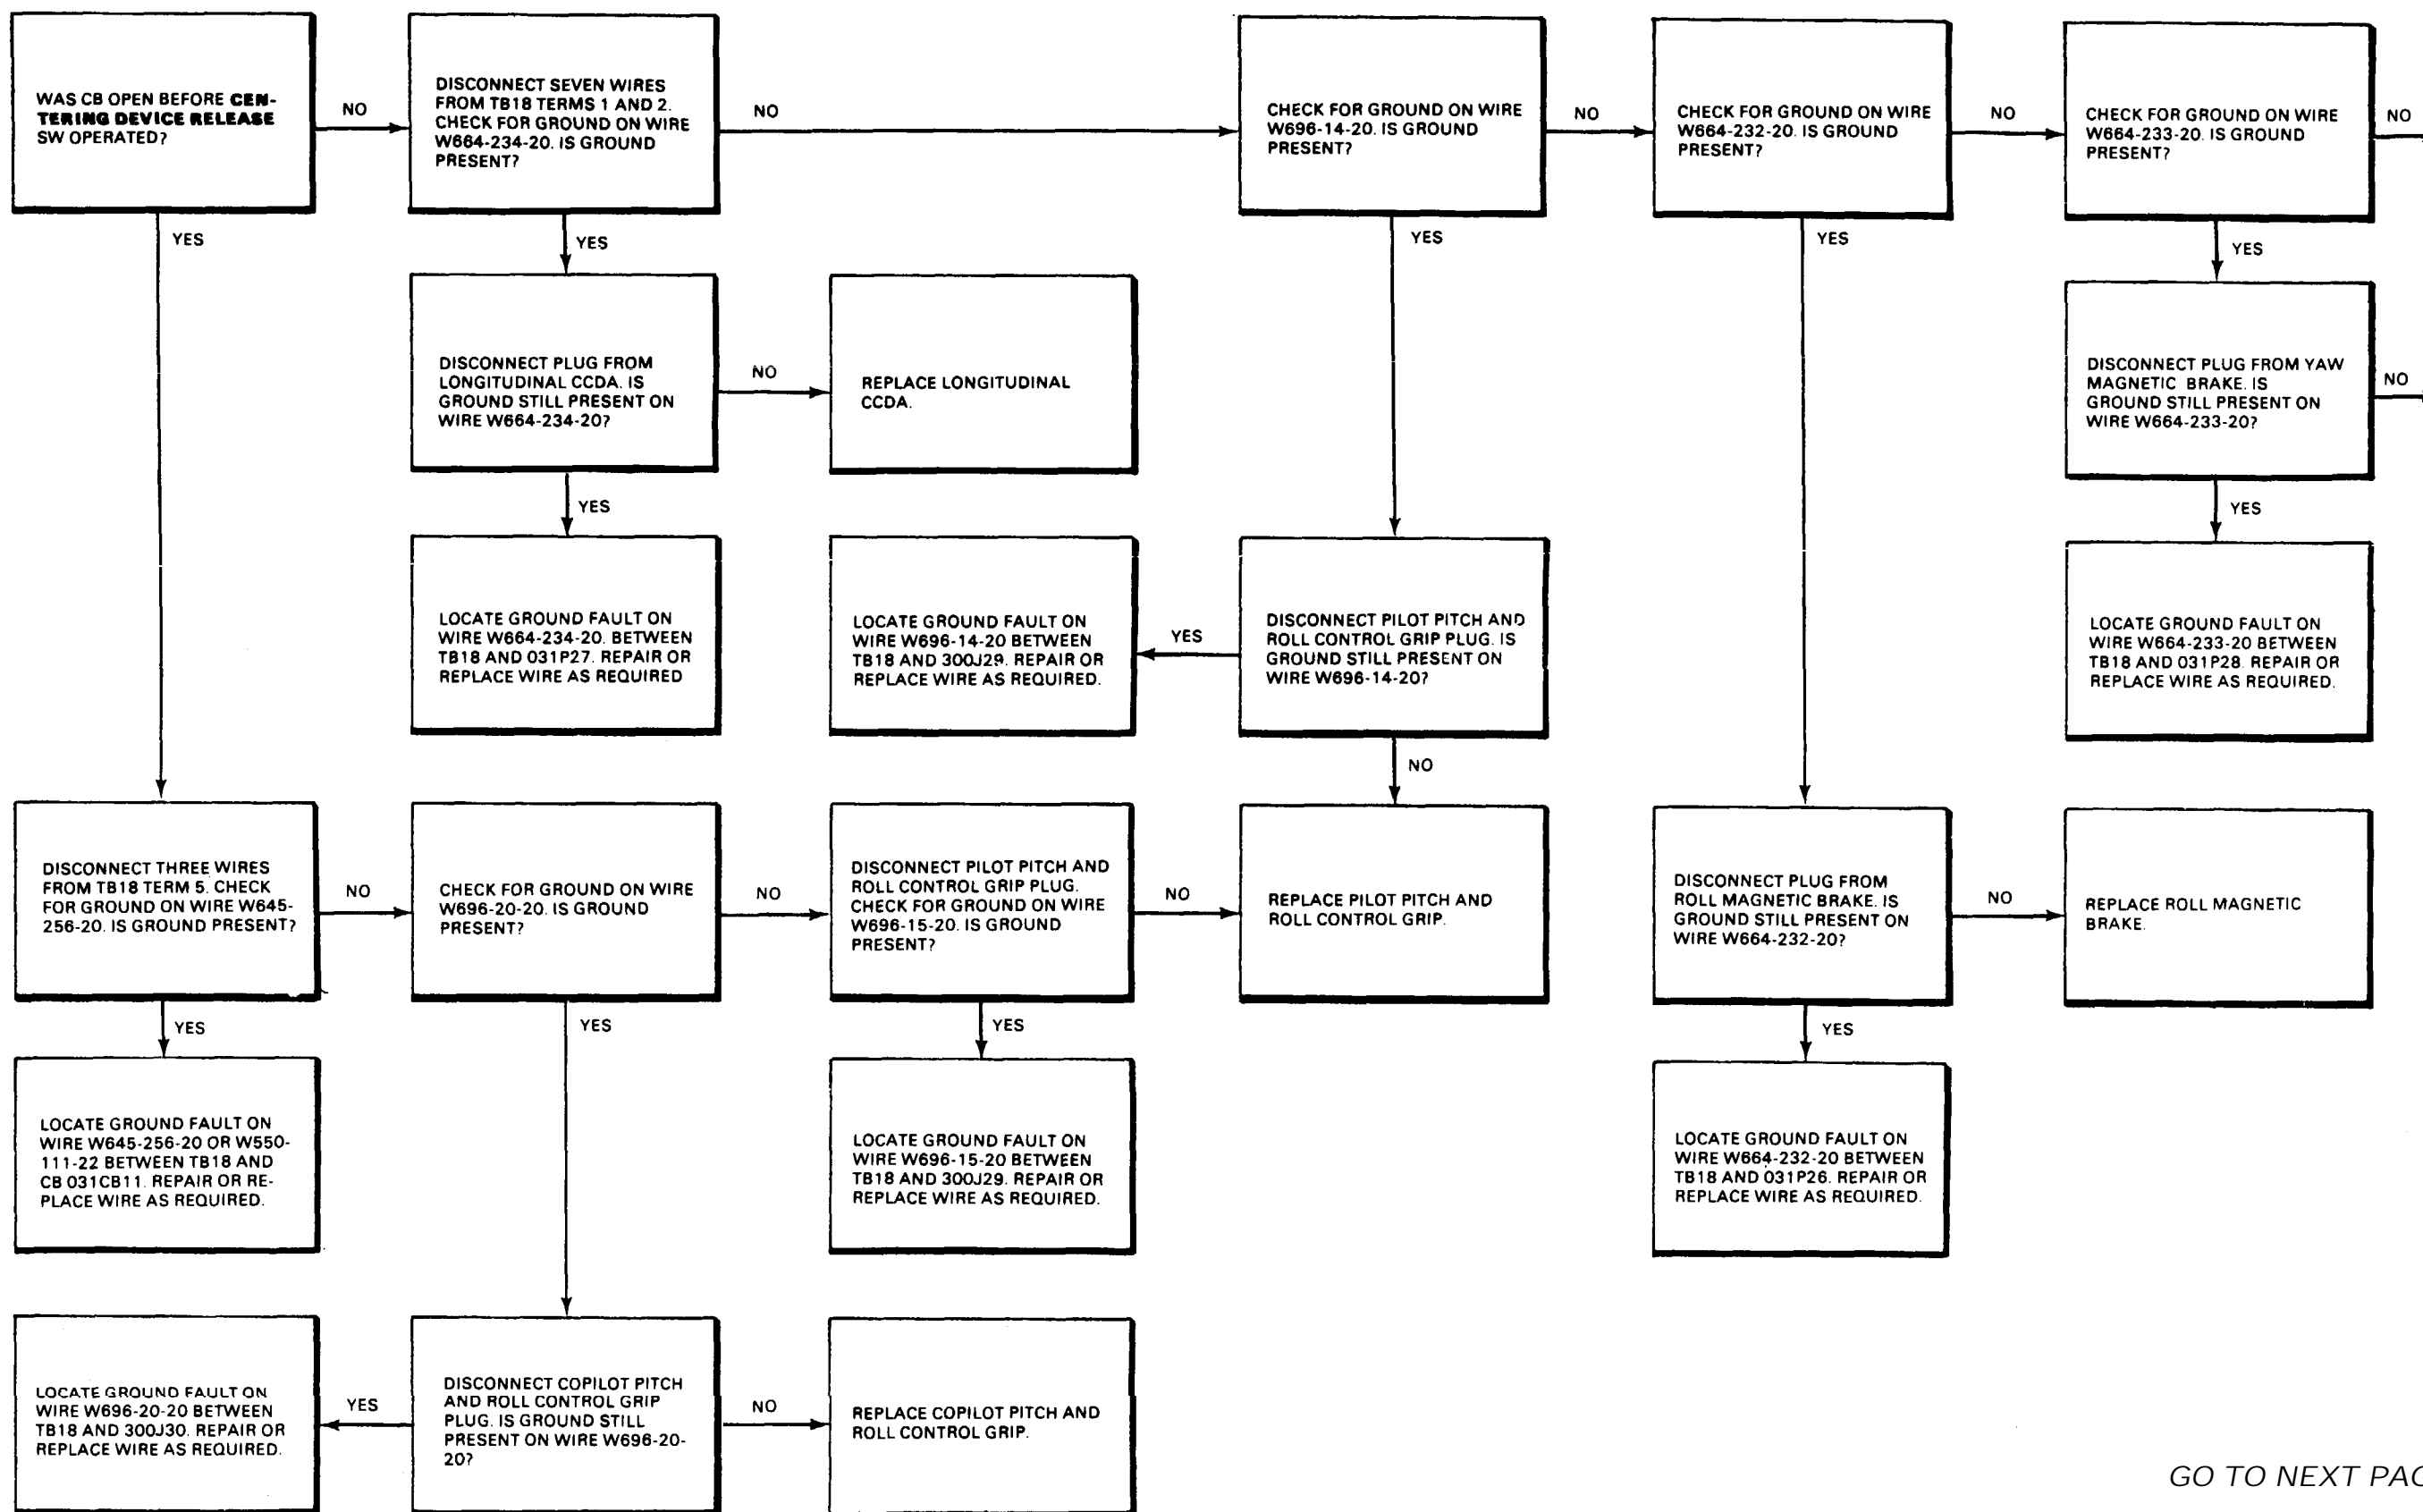 WAS CB OPEN BEFORE CEN-
TERING DEVICE RELEASE
SW OPERATED?
NO
YES
DISCONNECT SEVEN WIRES
FROM TB18 TERMS 1 AND 2.
CHECK FOR GROUND ON WIRE
W664-234-20. IS GROUND
PRESENT?
NO
YES
CHECK FOR GROUND ON WIRE
W696-14-20. IS GROUND
PRESENT?
NO
YES
CHECK FOR GROUND ON WIRE
W664-232-20. IS GROUND
PRESENT?
NO
YES
CHECK FOR GROUND ON WIRE
W664-233-20. IS GROUND
PRESENT?
NO
YES
DISCONNECT PLUG FROM
LONGITUDINAL CCDA. IS
GROUND STILL PRESENT ON
WIRE W664-234-20?
NO
YES
REPLACE LONGITUDINAL
CCDA.
DISCONNECT PLUG FROM YAW
MAGNETIC BRAKE. IS
GROUND STILL PRESENT ON
WIRE W664-233-20?
NO
YES
LOCATE GROUND FAULT ON
WIRE W664-234-20. BETWEEN
TB18 AND 031P27. REPAIR OR
REPLACE WIRE AS REQUIRED
LOCATE GROUND FAULT ON
WIRE W696-14-20 BETWEEN
TB18 AND 300J29. REPAIR OR
REPLACE WIRE AS REQUIRED.
YES
DISCONNECT PILOT PITCH AND
ROLL CONTROL GRIP PLUG. IS
GROUND STILL PRESENT ON
WIRE W696-14-20?
NO
LOCATE GROUND FAULT ON
WIRE W664-233-20 BETWEEN
TB18 AND 031P28. REPAIR OR
REPLACE WIRE AS REQUIRED.
DISCONNECT THREE WIRES
FROM TB18 TERM 5. CHECK
FOR GROUND ON WIRE W645-
256-20. IS GROUND PRESENT?
NO
YES
CHECK FOR GROUND ON WIRE
W696-20-20. IS GROUND
PRESENT?
NO
YES
DISCONNECT PILOT PITCH AND
ROLL CONTROL GRIP PLUG.
CHECK FOR GROUND ON WIRE
W696-15-20. IS GROUND
PRESENT?
NO
YES
REPLACE PILOT PITCH AND
ROLL CONTROL GRIP.
DISCONNECT PLUG FROM
ROLL MAGNETIC BRAKE. IS
GROUND STILL PRESENT ON
WIRE W664-232-20?
NO
YES
REPLACE ROLL MAGNETIC
BRAKE.
LOCATE GROUND FAULT ON
WIRE W645-256-20 OR W550-
111-22 BETWEEN TB18 AND
CB 031CB11. REPAIR OR RE-
PLACE WIRE AS REQUIRED.
LOCATE GROUND FAULT ON
WIRE W696-15-20 BETWEEN
TB18 AND 300J29. REPAIR OR
REPLACE WIRE AS REQUIRED.
LOCATE GROUND FAULT ON
WIRE W664-232-20 BETWEEN
TB18 AND 031P26. REPAIR OR
REPLACE WIRE AS REQUIRED.
LOCATE GROUND FAULT ON
WIRE W696-20-20 BETWEEN
TB18 AND 300J30. REPAIR OR
REPLACE WIRE AS REQUIRED.
YES
DISCONNECT COPILOT PITCH
AND ROLL CONTROL GRIP
PLUG. IS GROUND STILL
PRESENT ON WIRE W696-20-
20?
NO
REPLACE COPILOT PITCH AND
ROLL CONTROL GRIP.
GO TO NEXT PAG